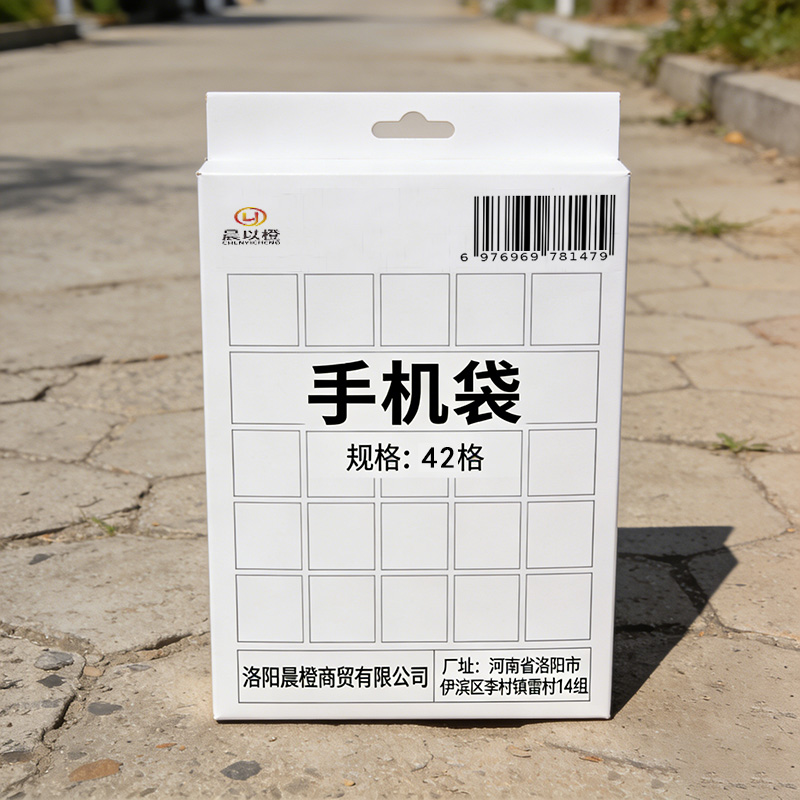 晨以橙
CHENYICHENG
6 976969 781479
手机袋
规格: 42格
洛阳晨橙商贸有限公司
厂址: 河南省洛阳市
伊滨区李村镇雷村14组